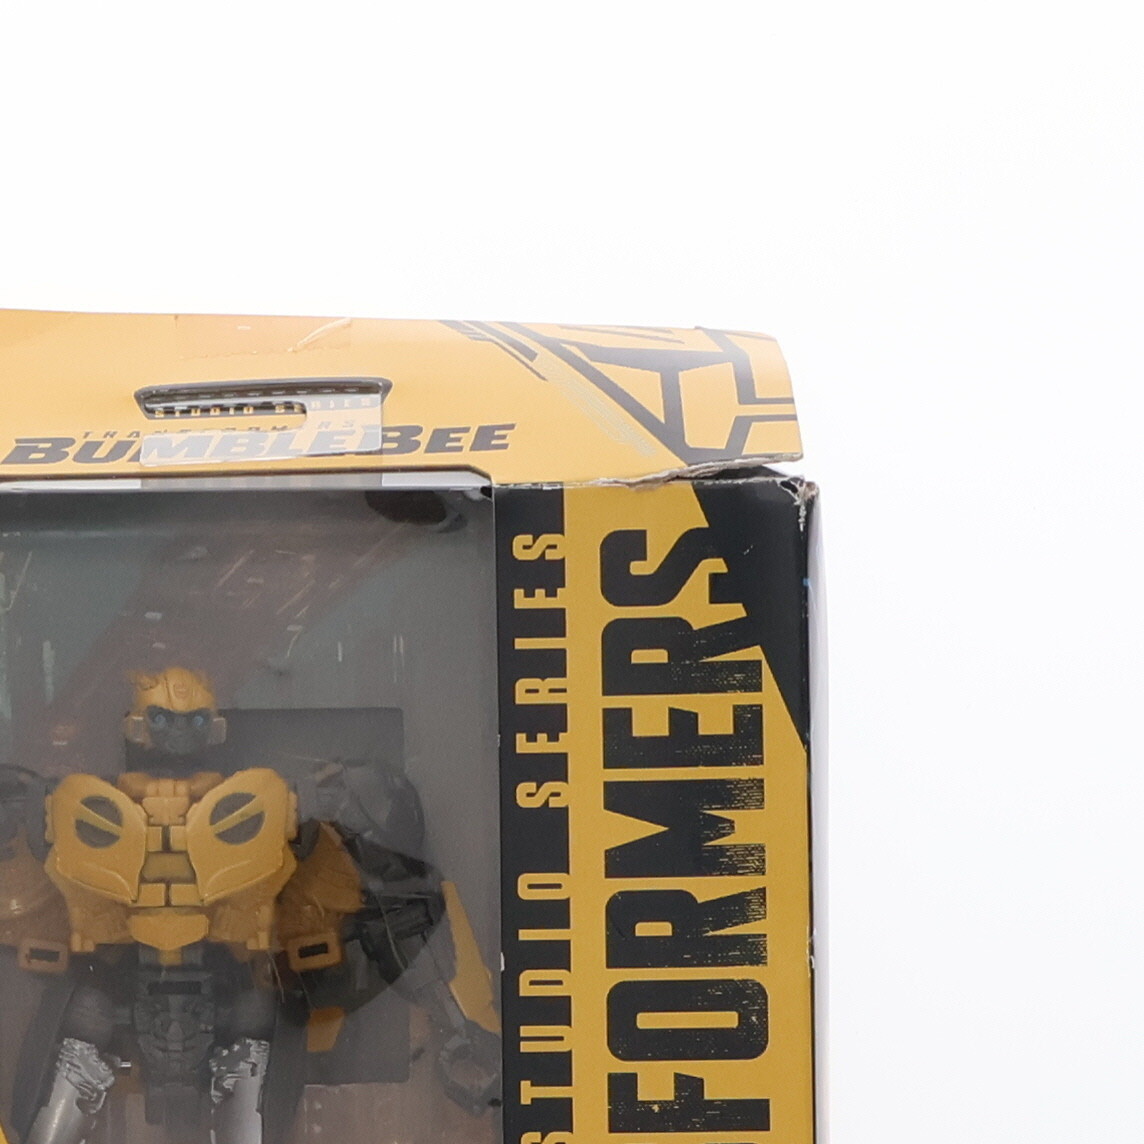 STUDIO SERIES
TRANSFORMERS
BUMBLEBEE
STUDIO SERIES
FORMERS